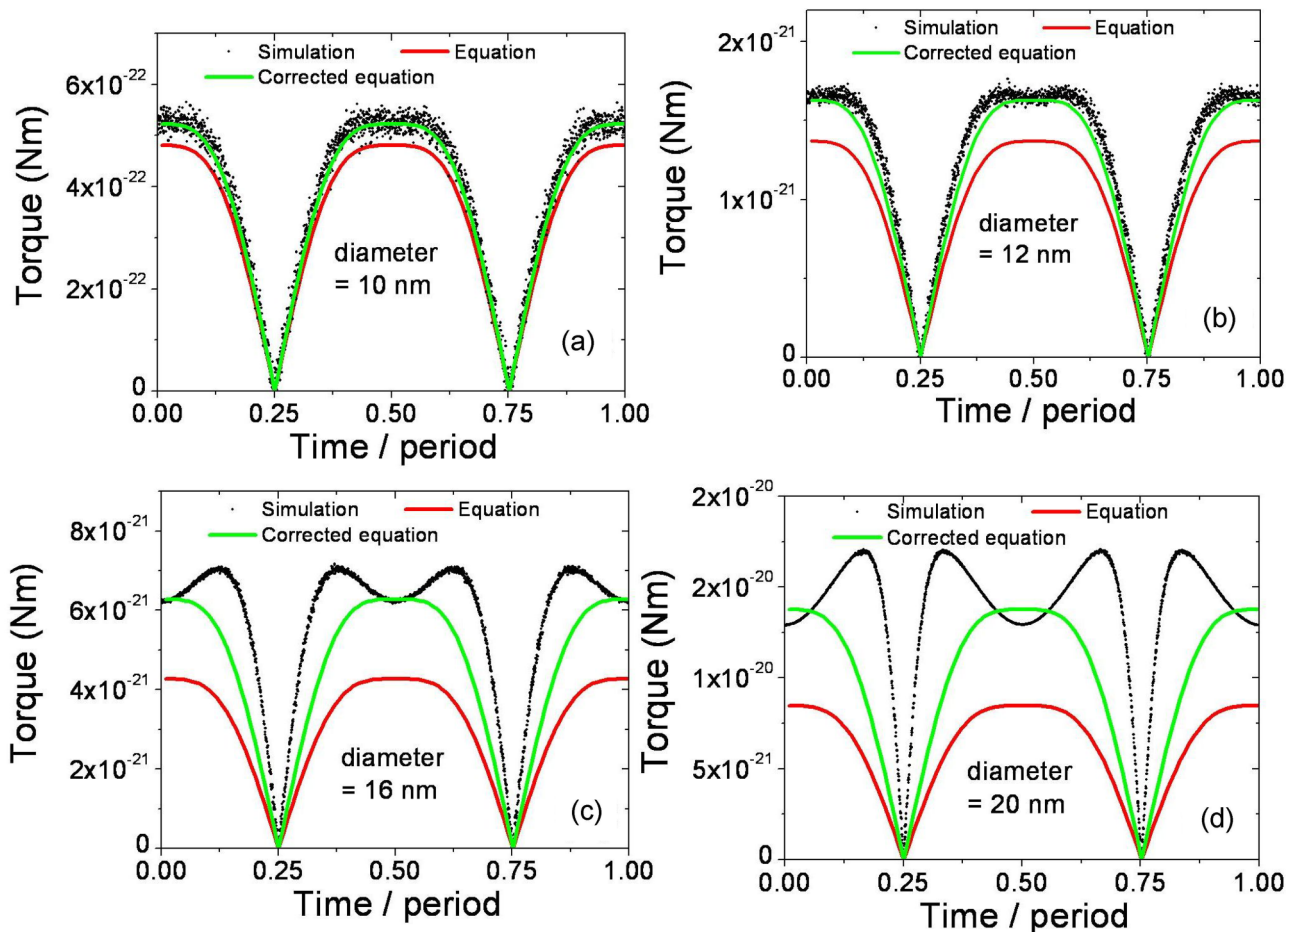 Simulation Equation
Corrected equation
6x10-22
4x10-22
2x10-22
0
Torque (Nm)
diameter
= 10 nm
(a)
0.00 0.25 0.50 0.75 1.00
Time / period
Simulation Equation
Corrected equation
2x10-21
1x10-21
0
Torque (Nm)
diameter
= 12 nm
(b)
0.00 0.25 0.50 0.75 1.00
Time / period
Simulation Equation
Corrected equation
8x10-21
6x10-21
4x10-21
2x10-21
0
Torque (Nm)
diameter
= 16 nm
(c)
0.00 0.25 0.50 0.75 1.00
Time / period
Simulation Equation
Corrected equation
2x10-20
2x10-20
1x10-20
5x10-21
0
Torque (Nm)
diameter
= 20 nm
(d)
0.00 0.25 0.50 0.75 1.00
Time / period